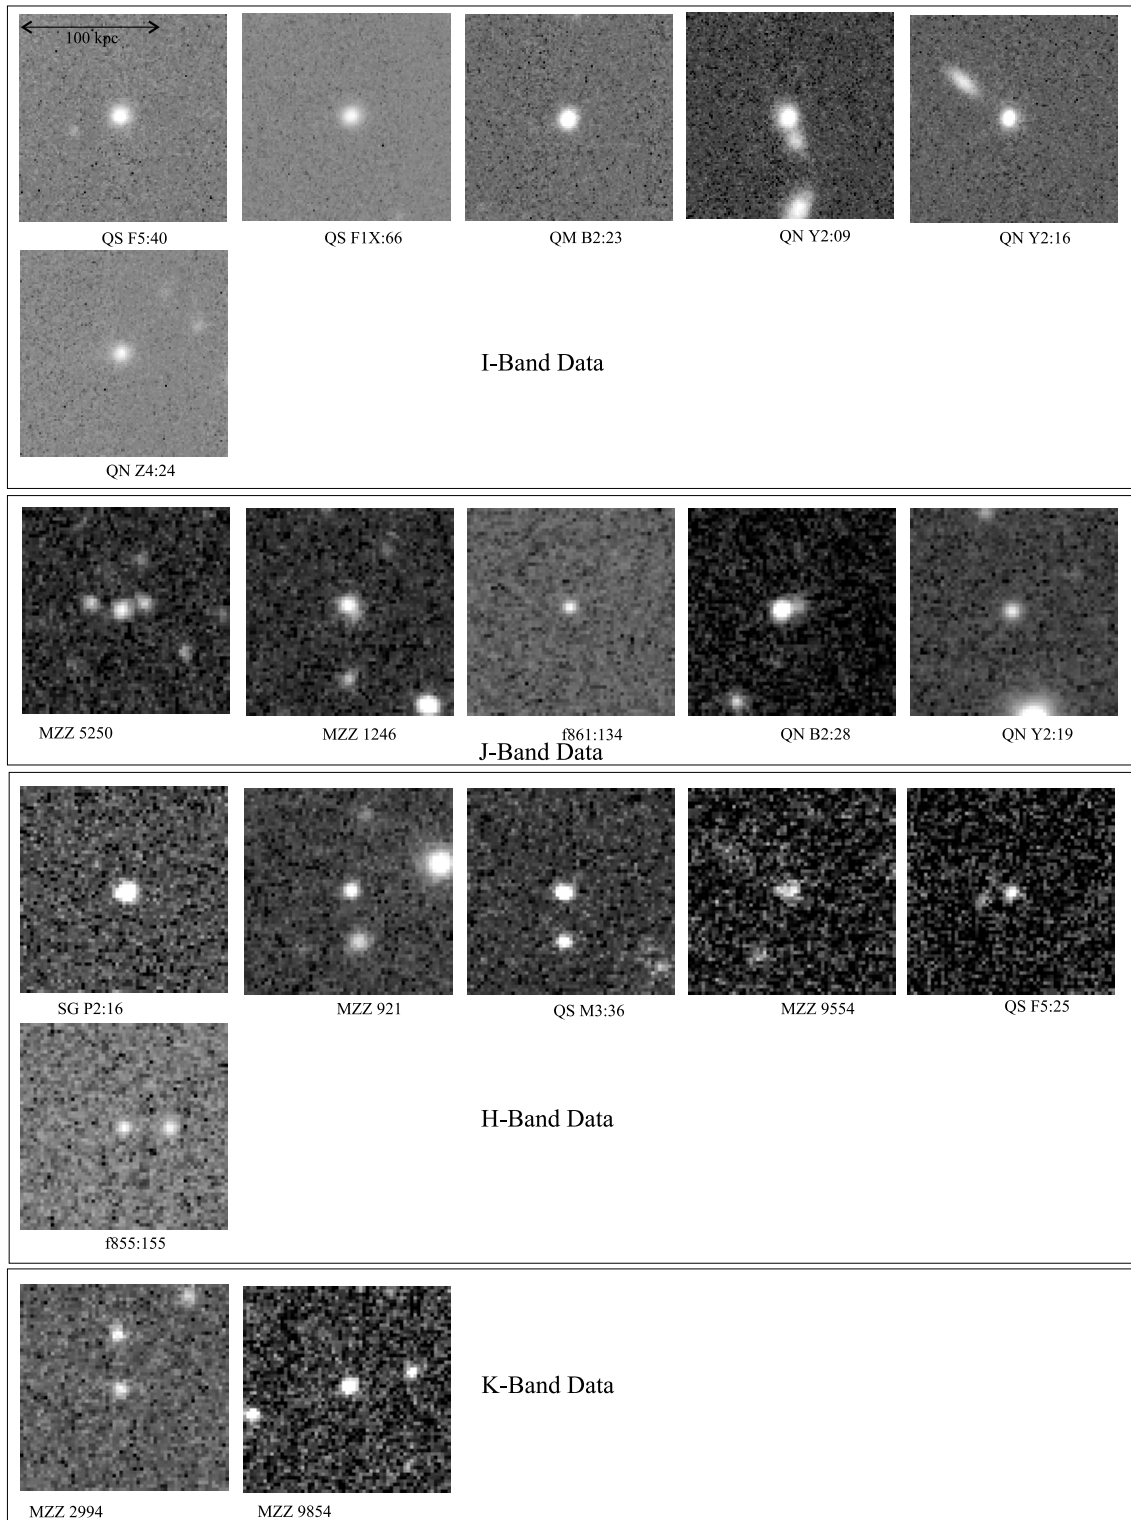 100 kpc
QS F5:40
QS F1X:66
QM B2:23
QN Y2:09
QN Y2:16
QN Z4:24
I-Band Data
MZZ 5250
MZZ 1246
f861:134
QN B2:28
QN Y2:19
J-Band Data
SG P2:16
MZZ 921
QS M3:36
MZZ 9554
QS F5:25
f855:155
H-Band Data
MZZ 2994
MZZ 9854
K-Band Data